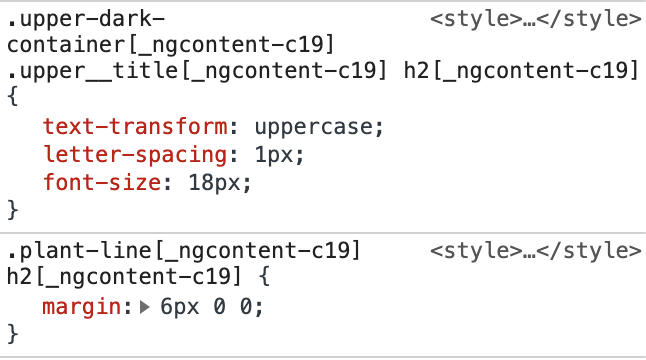 .upper-dark- <style>…</style>
container[_ngcontent-c19]
.upper__title[_ngcontent-c19] h2[_ngcontent-c19]
{
text-transform: uppercase;
letter-spacing: 1px;
font-size: 18px;
}
.plant-line[_ngcontent-c19] <style>…</style>
h2[_ngcontent-c19] {
margin: 6px 0 0;
}